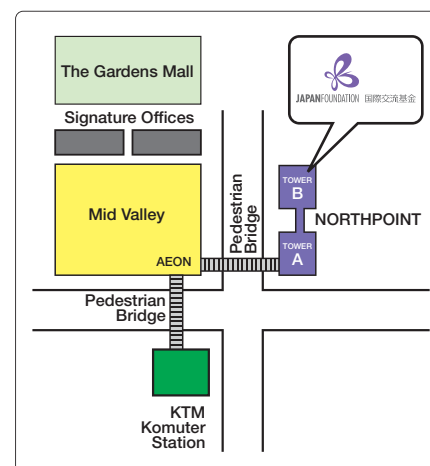 The Gardens Mall
JAPANFOUNDATION 国際交流基金
Signature Offices
Mid Valley
AEON
Pedestrian
Bridge
TOWER
B
NORTHPOINT
TOWER
A
Pedestrian
Bridge
KTM
Komuter
Station